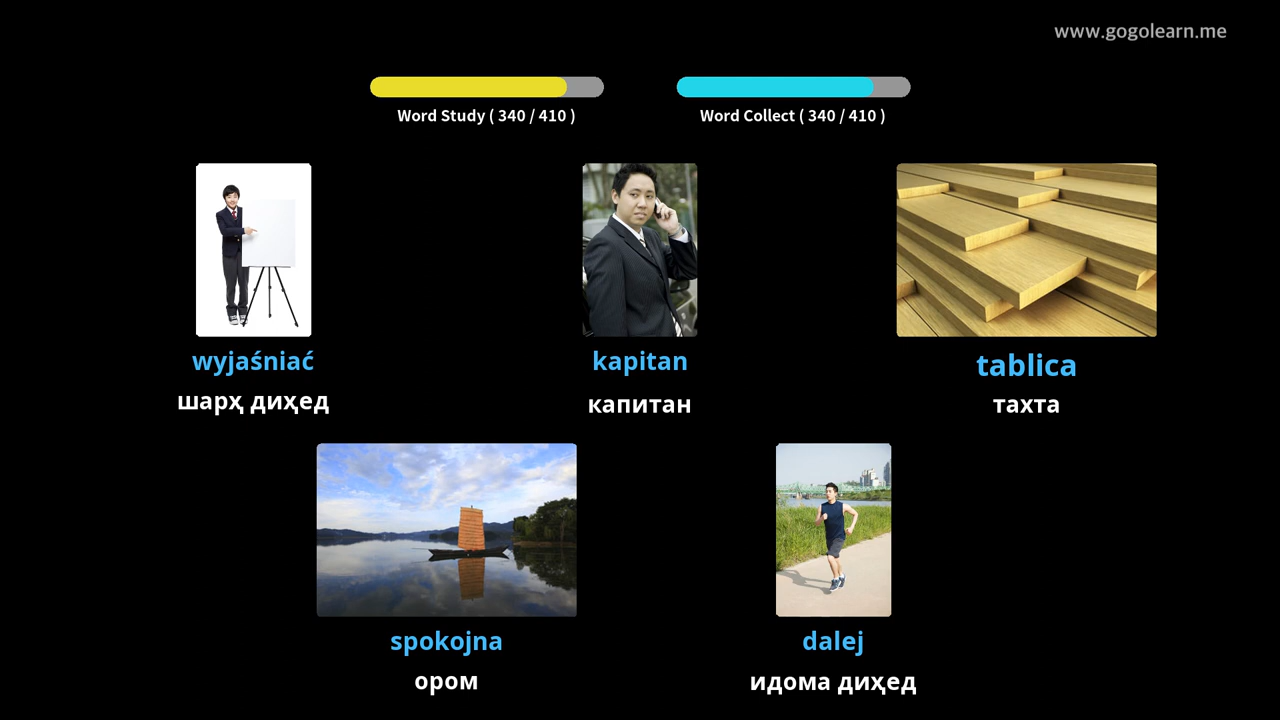 www.gogolearn.me
Word Study ( 340 / 410 )
Word Collect ( 340 / 410 )
wyjaśniać
шарҳ диҳед
kapitan
капитан
tablica
тахта
spokojna
ором
dalej
идома диҳед